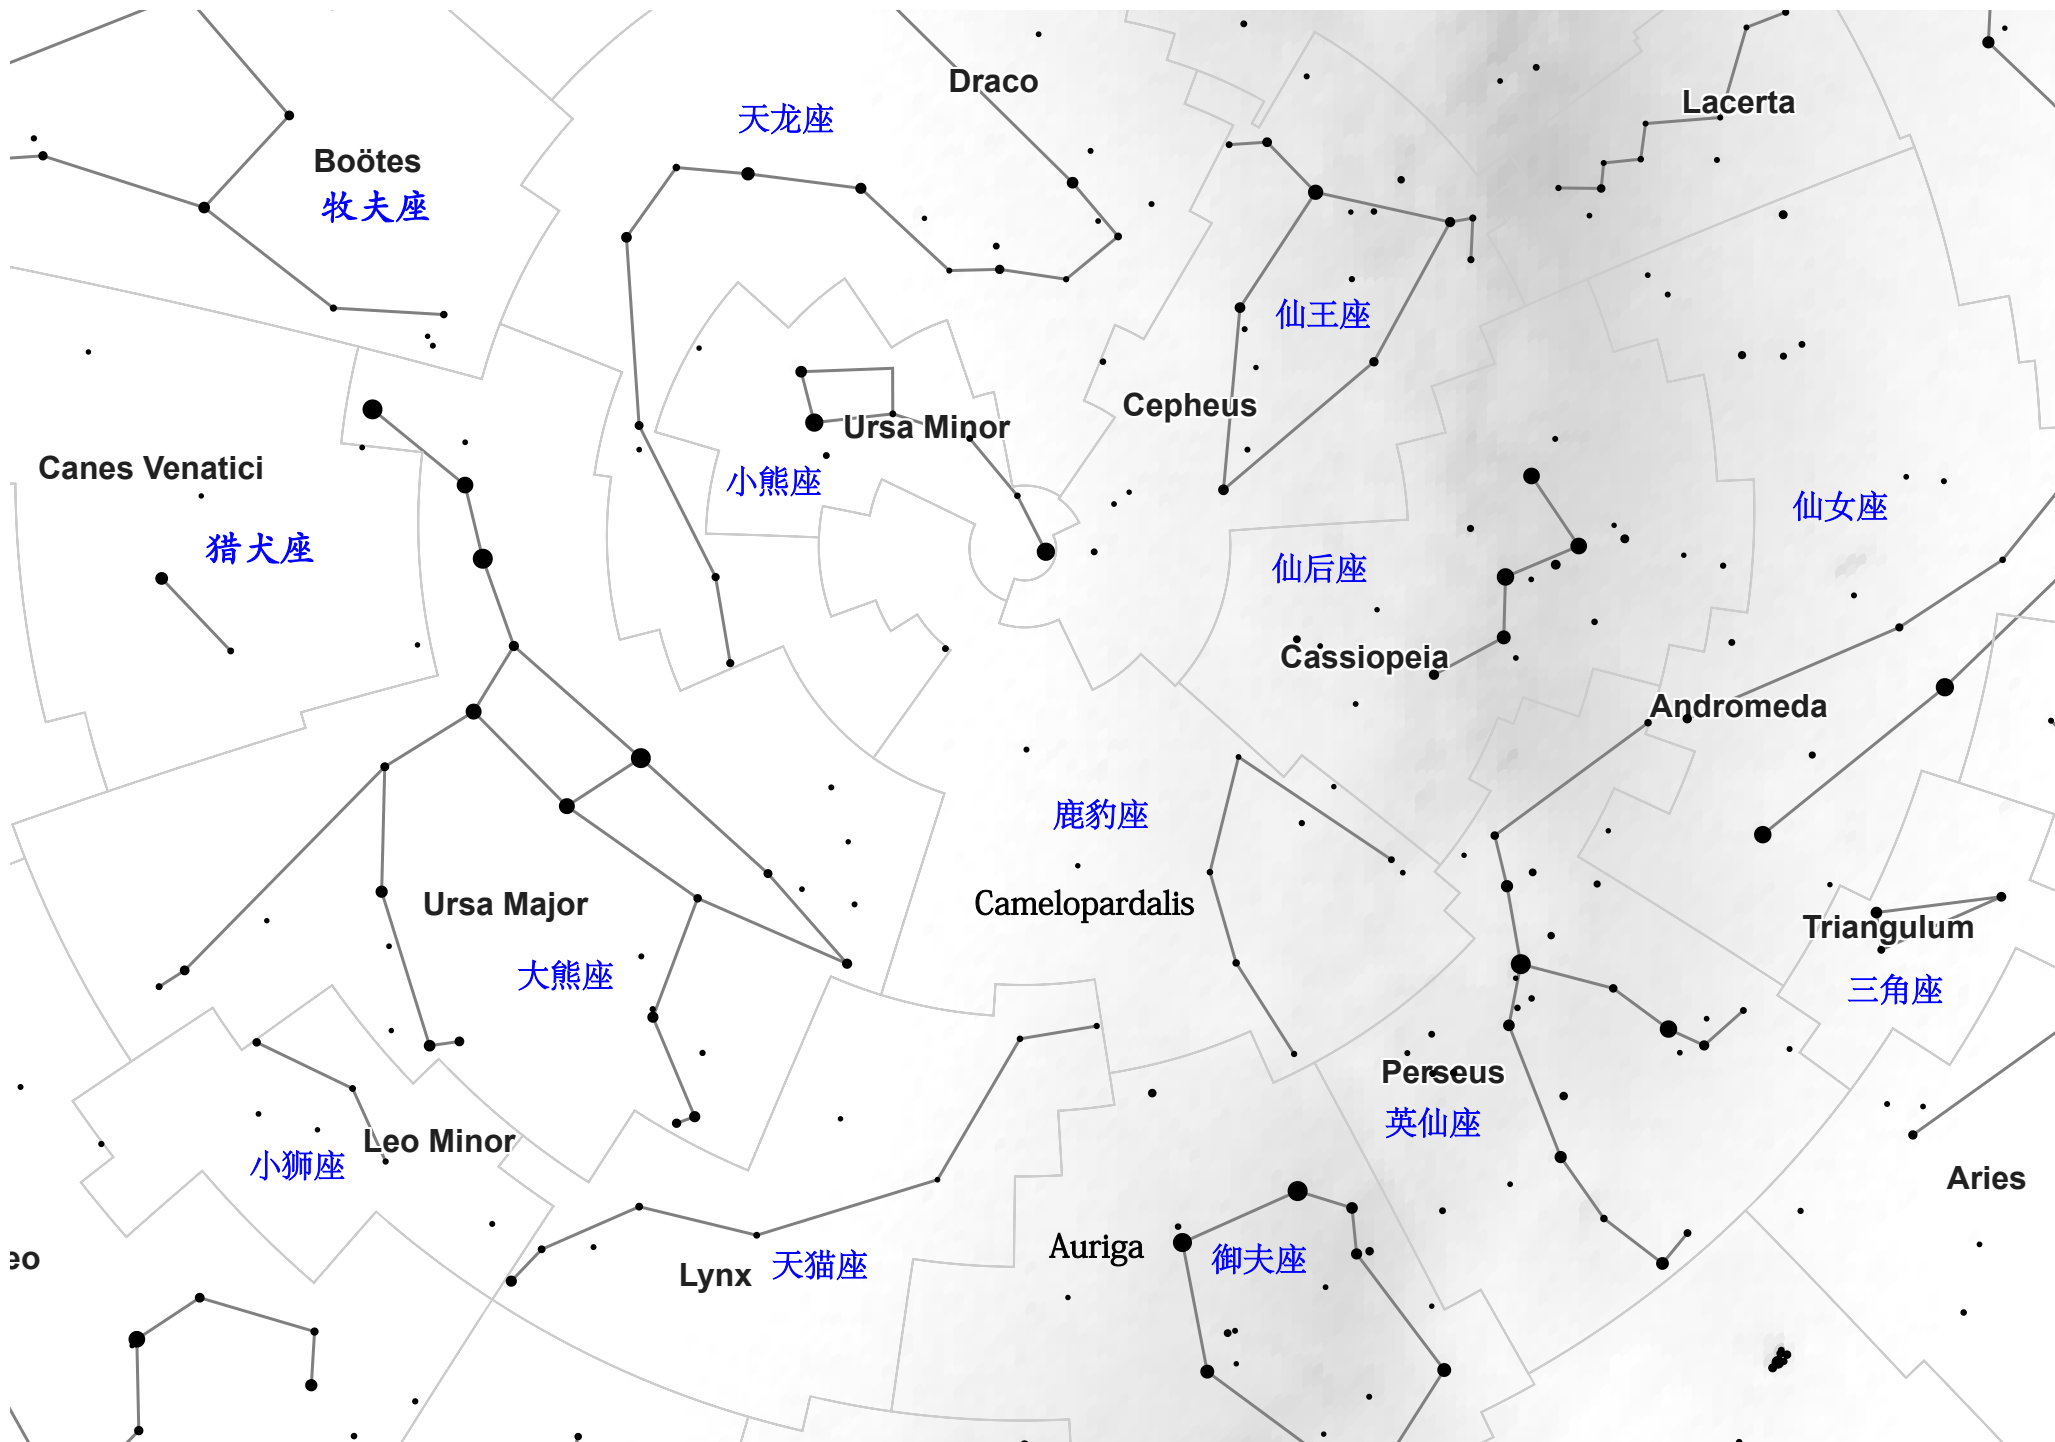 Draco
天龙座
Lacerta
Boötes
牧夫座
仙王座
Cepheus
Ursa Minor
小熊座
Canes Venatici
猎犬座
仙女座
仙后座
Cassiopeia
Andromeda
鹿豹座
Camelopardalis
Ursa Major
大熊座
Triangulum
三角座
Perseus
英仙座
Leo Minor
小狮座
Aries
Auriga
御夫座
eo
Lynx
天猫座